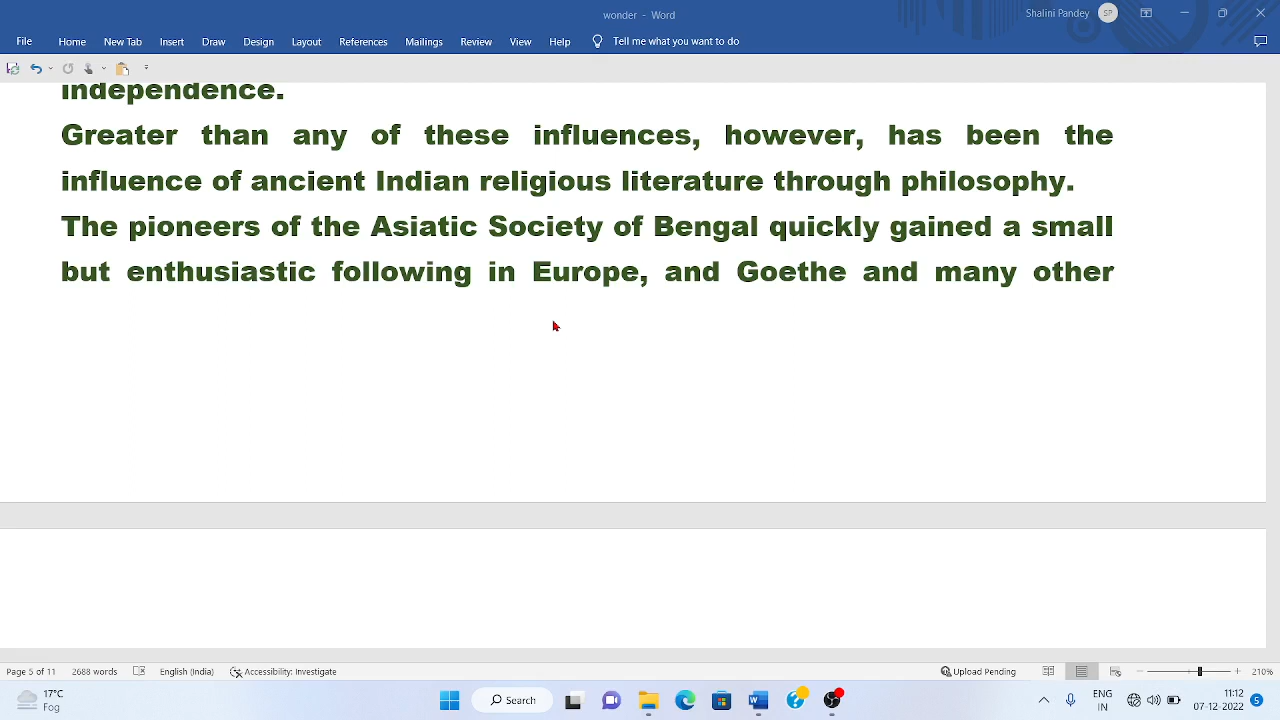 wonder - Word
Shalini Pandey
SP
File Home New Tab Insert Draw Design Layout References Mailings Review View Help Tell me what you want to do
independence.
Greater than any of these influences, however, has been the
influence of ancient Indian religious literature through philosophy.
The pioneers of the Asiatic Society of Bengal quickly gained a small
but enthusiastic following in Europe, and Goethe and many other
Page 5 of 11 2688 words English (India) Accessibility: Investigate Upload Pending 210%
17°C
Fog
Search
ENG
IN
11:12
07-12-2022
5